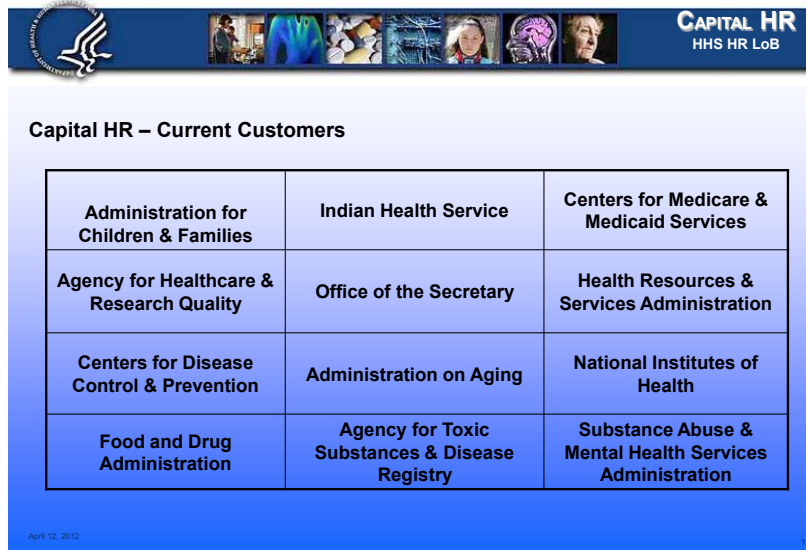 CAPITAL HR
HHS HR LoB
Capital HR – Current Customers
Administration for
Children & Families
Indian Health Service
Centers for Medicare &
Medicaid Services
Agency for Healthcare &
Research Quality
Office of the Secretary
Health Resources &
Services Administration
Centers for Disease
Control & Prevention
Administration on Aging
National Institutes of
Health
Food and Drug
Administration
Agency for Toxic
Substances & Disease
Registry
Substance Abuse &
Mental Health Services
Administration
April 12, 2012